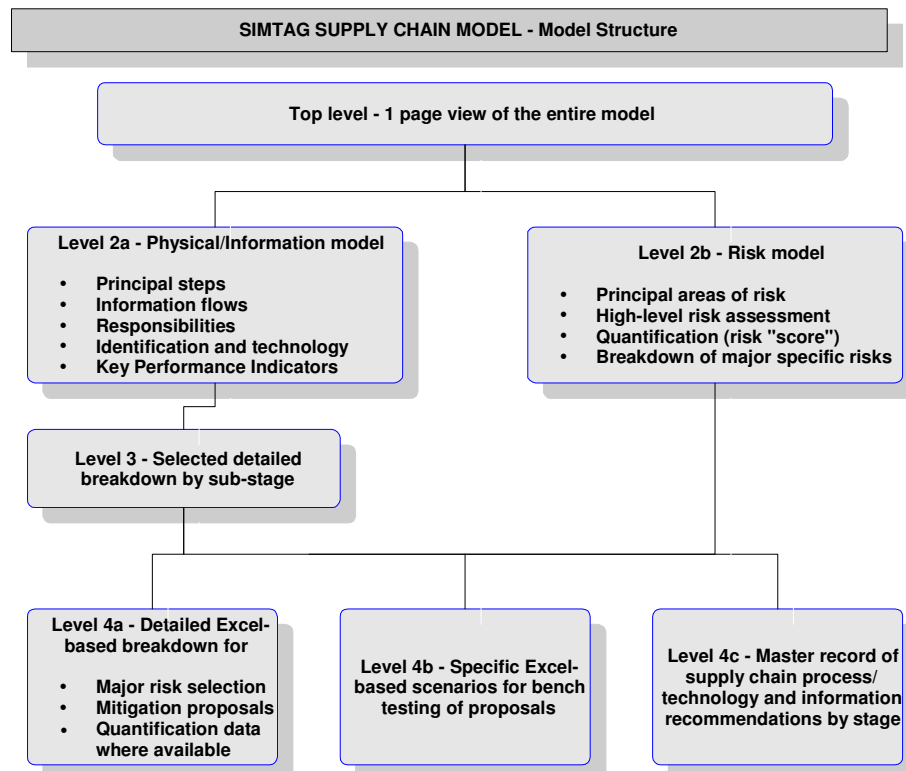 SIMTAG SUPPLY CHAIN MODEL - Model Structure
Top level - 1 page view of the entire model
Level 2a - Physical/Information model
• Principal steps
• Information flows
• Responsibilities
• Identification and technology
• Key Performance Indicators
Level 2b - Risk model
• Principal areas of risk
• High-level risk assessment
• Quantification (risk "score")
• Breakdown of major specific risks
Level 3 - Selected detailed
breakdown by sub-stage
Level 4a - Detailed Excel-
based breakdown for
• Major risk selection
• Mitigation proposals
• Quantification data
where available
Level 4b - Specific Excel-
based scenarios for bench
testing of proposals
Level 4c - Master record of
supply chain process/
technology and information
recommendations by stage